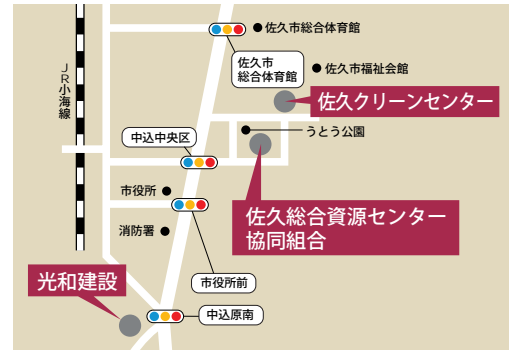 佐久市総合体育館
佐久市
総合体育館
佐久市福祉会館
JR小海線
佐久クリーンセンター
うとう公園
中込中央区
市役所
佐久総合資源センター
協同組合
消防署
光和建設
市役所前
中込原南